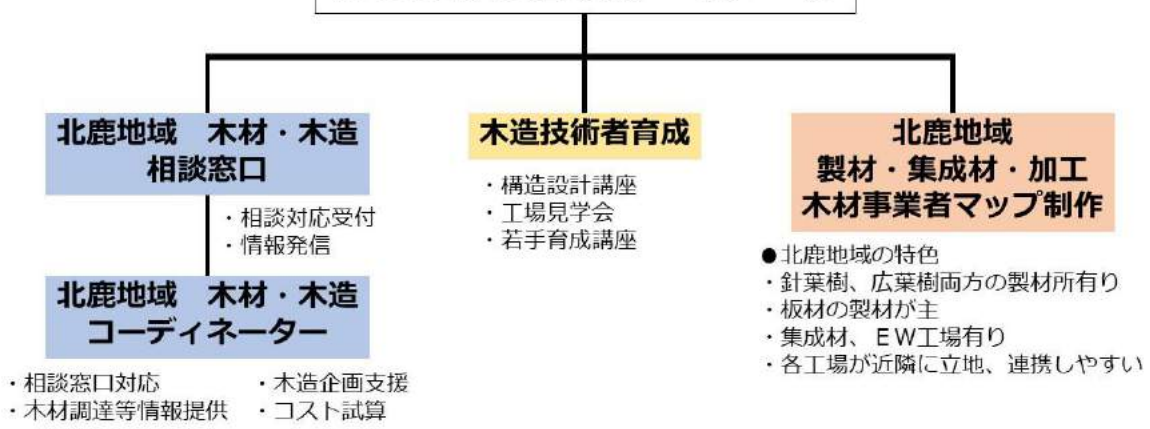 北鹿地域　木材・木造
相談窓口
・相談対応受付
・情報発信
北鹿地域　木材・木造
コーディネーター
・相談窓口対応　・木造企画支援
・木材調達等情報提供　・コスト試算
木造技術者育成
・構造設計講座
・工場見学会
・若手育成講座
北鹿地域
製材・集成材・加工
木材事業者マップ制作
●北鹿地域の特色
・針葉樹、広葉樹両方の製材所有り
・板材の製材が主
・集成材、ＥＷ工場有り
・各工場が近隣に立地、連携しやすい